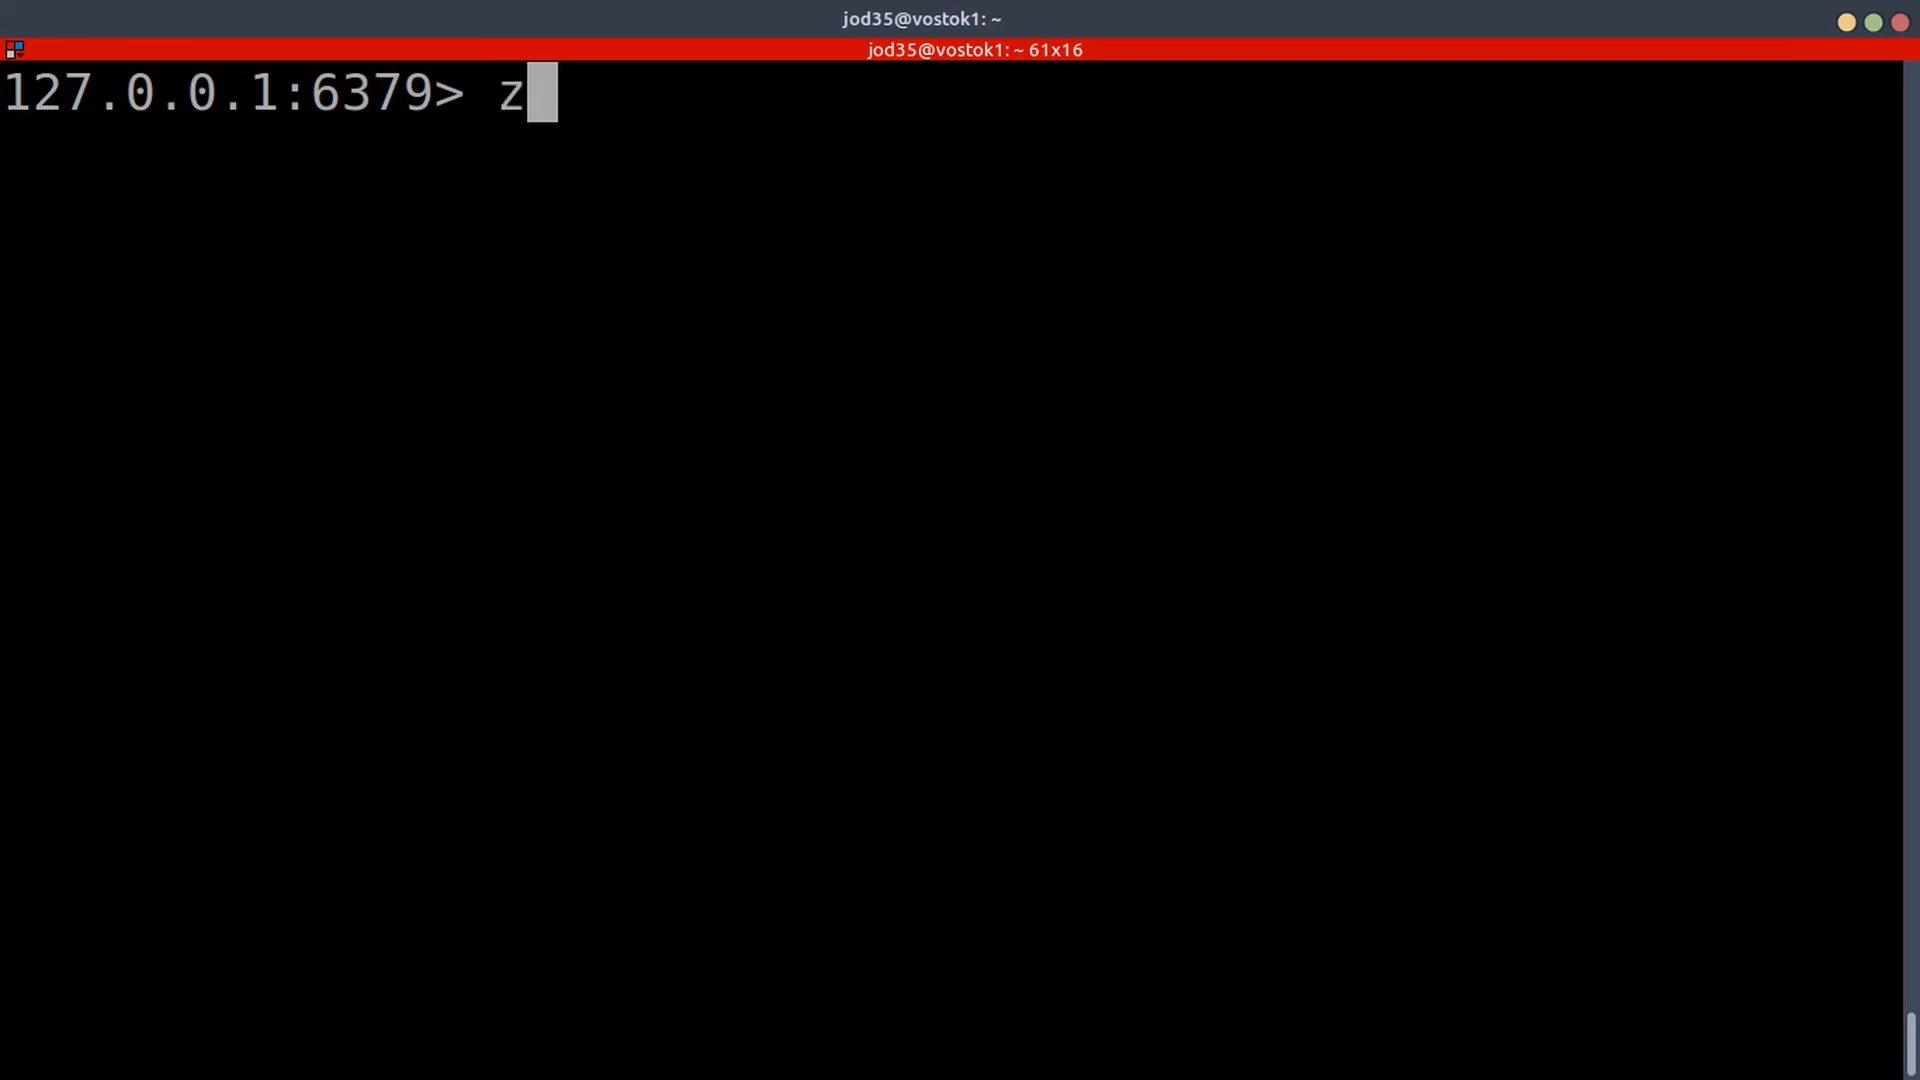 jod35@vostok1: ~
jod35@vostok1: ~ 61x16
127.0.0.1:6379> z